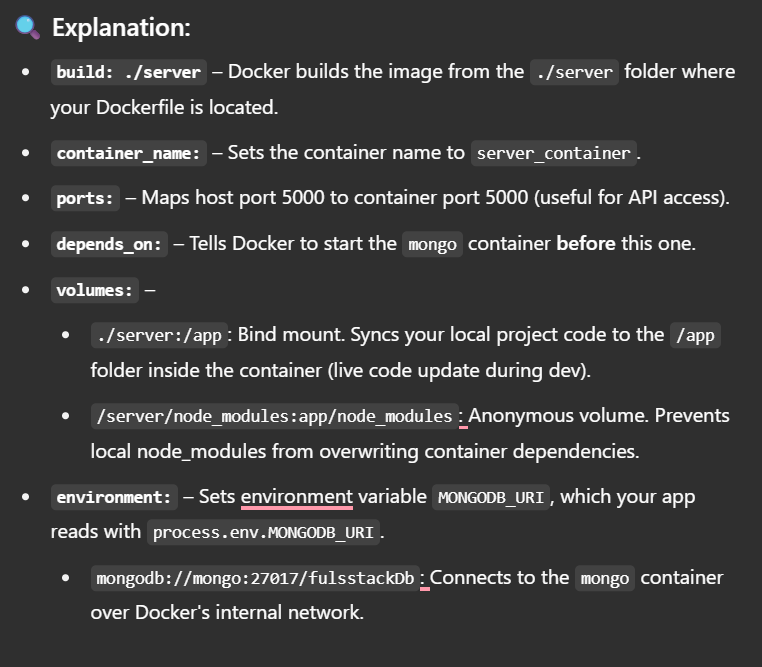 🔍 Explanation:
• build: ./server – Docker builds the image from the ./server folder where
your Dockerfile is located.
• container_name: – Sets the container name to server_container.
• ports: – Maps host port 5000 to container port 5000 (useful for API access).
• depends_on: – Tells Docker to start the mongo container before this one.
• volumes: –
• ./server:/app: Bind mount. Syncs your local project code to the /app
folder inside the container (live code update during dev).
• /server/node_modules:app/node_modules: Anonymous volume. Prevents
local node_modules from overwriting container dependencies.
• environment: – Sets environment variable MONGODB_URI, which your app
reads with process.env.MONGODB_URI.
• mongodb://mongo:27017/fulsstackDb: Connects to the mongo container
over Docker's internal network.